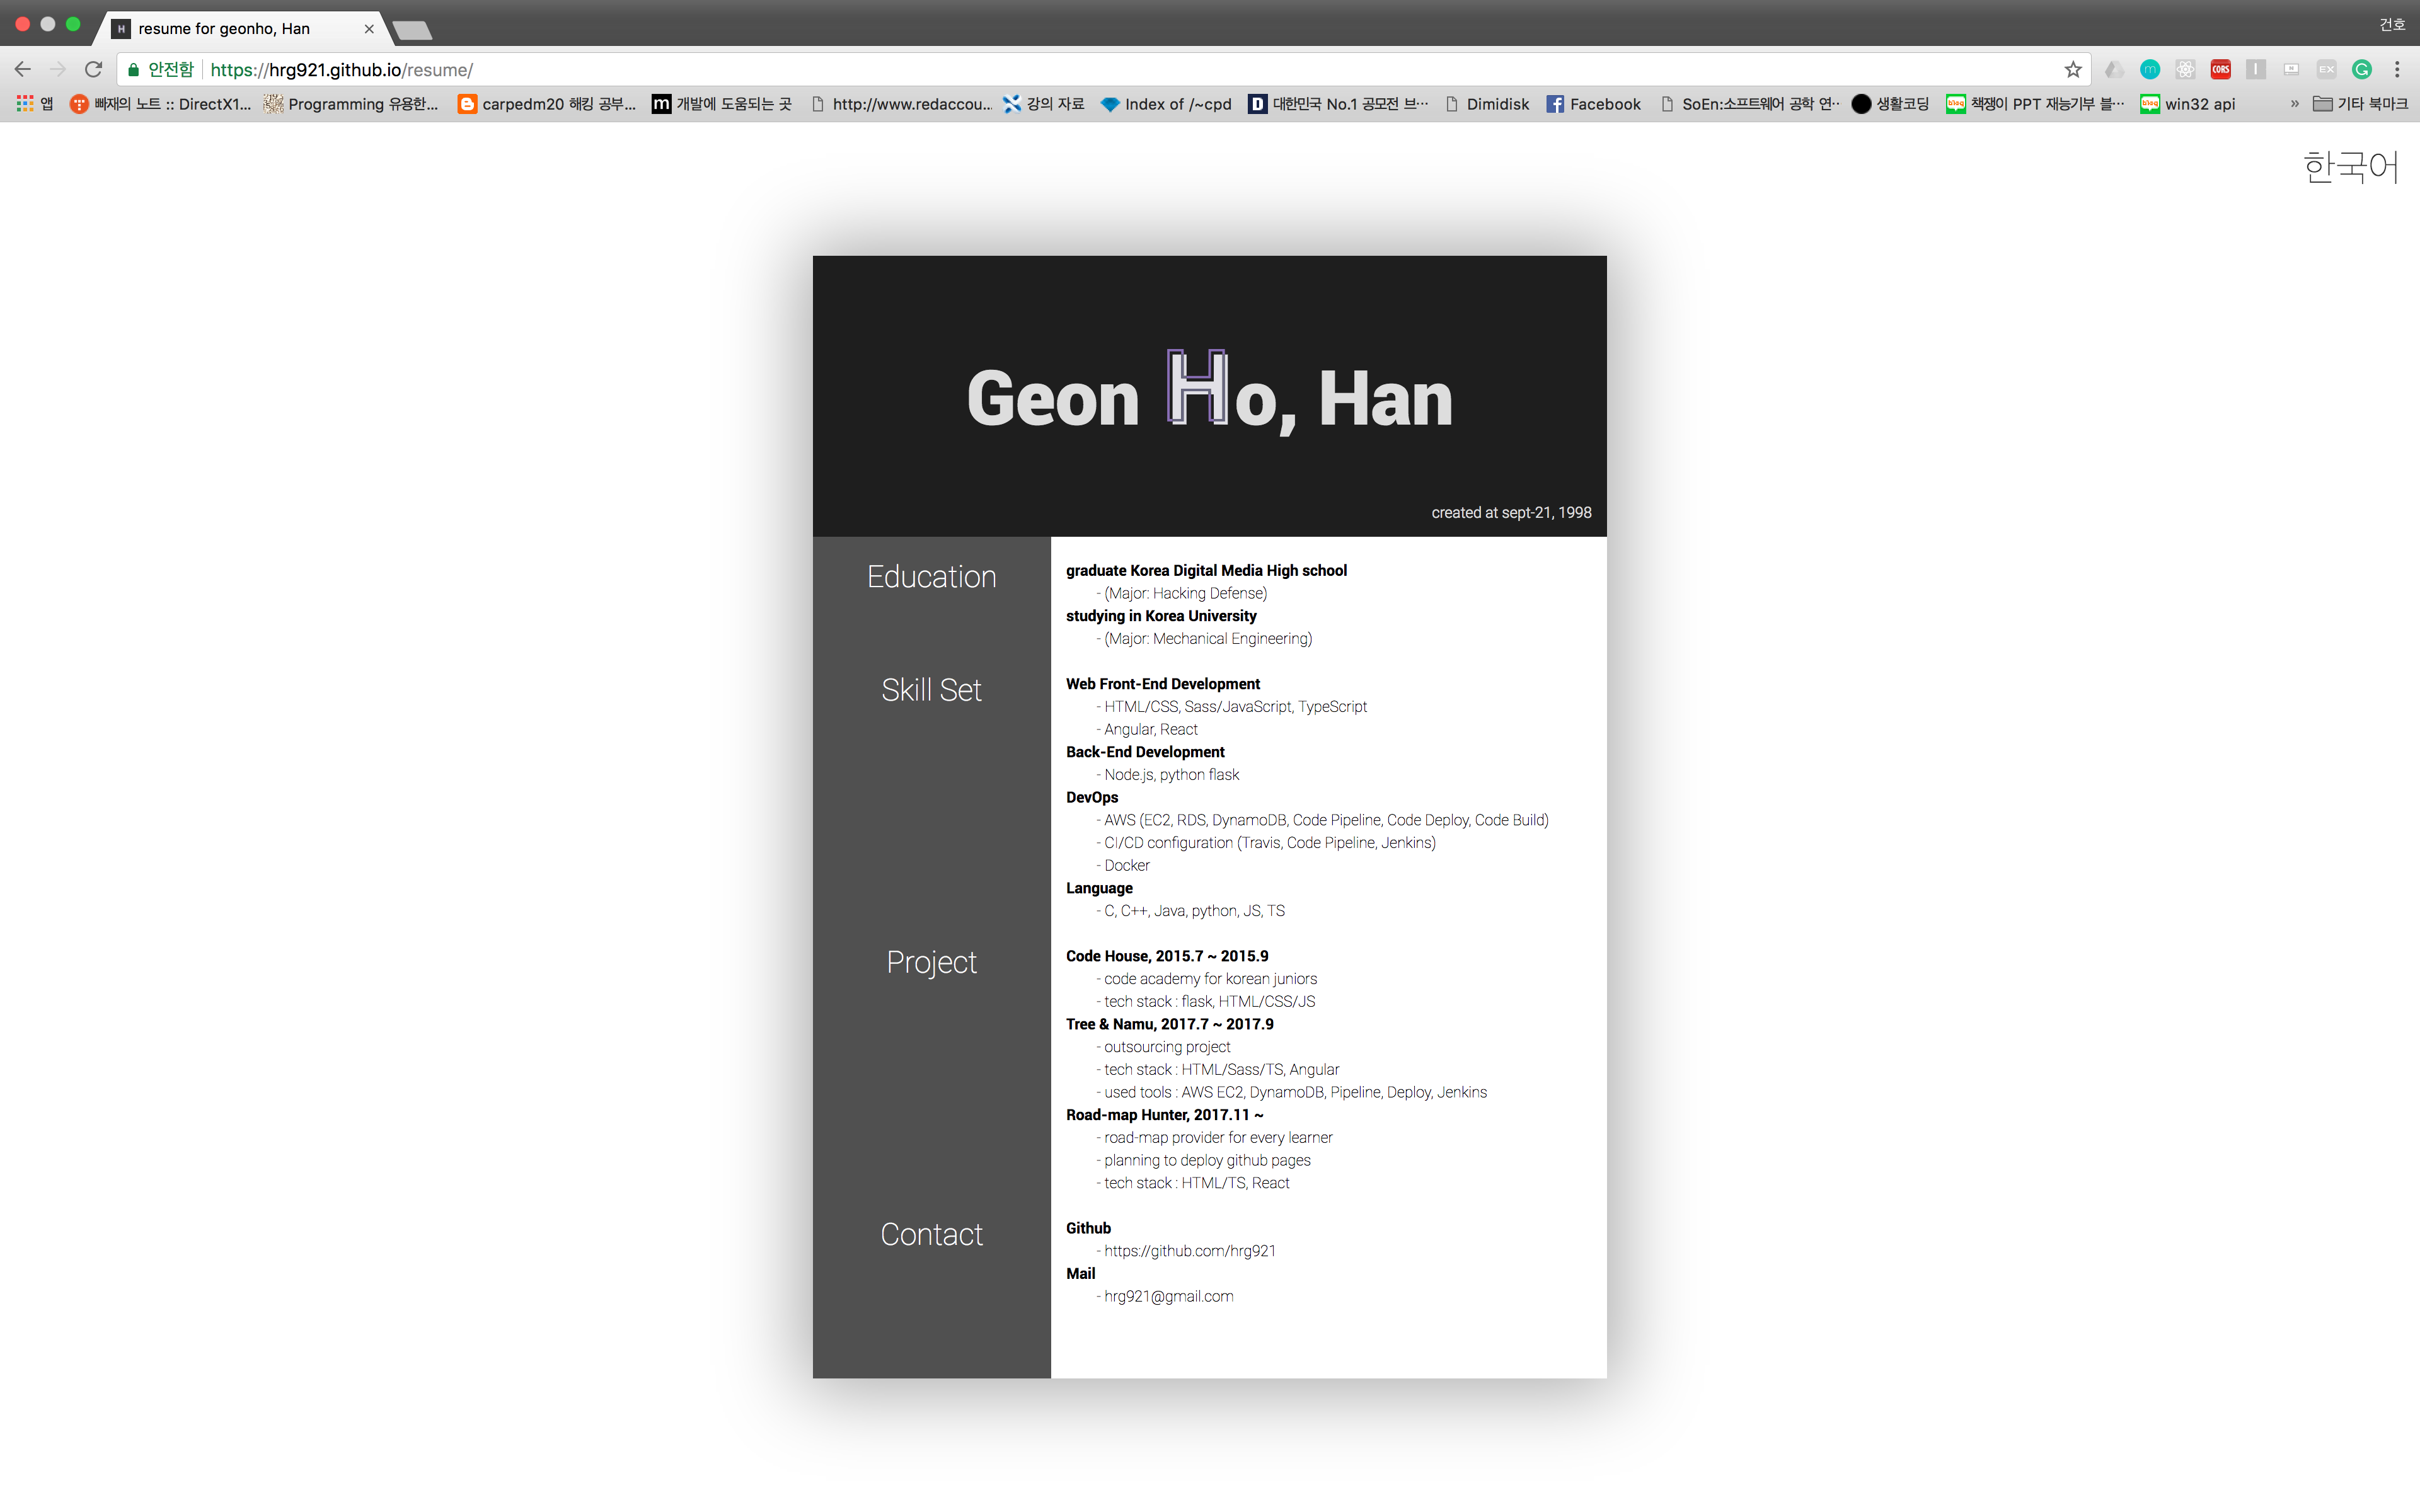 resume for geonho, Han
건호
안전함 https://hrg921.github.io/resume/
CORS
EX
앱 빠재의 노트 :: DirectX1... Programming 유용한... carpedm20 해킹 공부... 개발에 도움되는 곳 http://www.redaccou... 강의 자료 Index of /~cpd 대한민국 No.1 공모전 브... Dimidisk Facebook SoEn:소프트웨어 공학 연... 생활코딩 책쟁이 PPT 재능기부 블... win32 api » 기타 북마크
한국어
Geon Ho, Han
created at sept-21, 1998
Education
graduate Korea Digital Media High school
- (Major: Hacking Defense)
studying in Korea University
- (Major: Mechanical Engineering)
Skill Set
Web Front-End Development
- HTML/CSS, Sass/JavaScript, TypeScript
- Angular, React
Back-End Development
- Node.js, python flask
DevOps
- AWS (EC2, RDS, DynamoDB, Code Pipeline, Code Deploy, Code Build)
- CI/CD configuration (Travis, Code Pipeline, Jenkins)
- Docker
Language
- C, C++, Java, python, JS, TS
Project
Code House, 2015.7 ~ 2015.9
- code academy for korean juniors
- tech stack : flask, HTML/CSS/JS
Tree & Namu, 2017.7 ~ 2017.9
- outsourcing project
- tech stack : HTML/Sass/TS, Angular
- used tools : AWS EC2, DynamoDB, Pipeline, Deploy, Jenkins
Road-map Hunter, 2017.11 ~
- road-map provider for every learner
- planning to deploy github pages
- tech stack : HTML/TS, React
Contact
Github
- https://github.com/hrg921
Mail
- hrg921@gmail.com